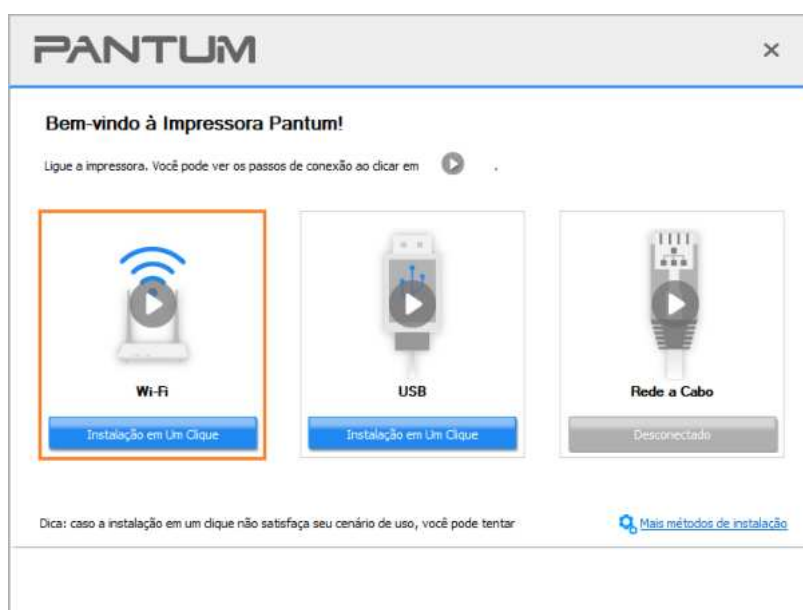 PANTUM
Bem-vindo à Impressora Pantum!
Ligue a impressora. Você pode ver os passos de conexão ao clicar em .
Wi-Fi
USB
Rede a Cabo
Instalação em Um Clique
Instalação em Um Clique
Desconectado
Dica: caso a instalação em um clique não satisfaça seu cenário de uso, você pode tentar
Mais métodos de instalação